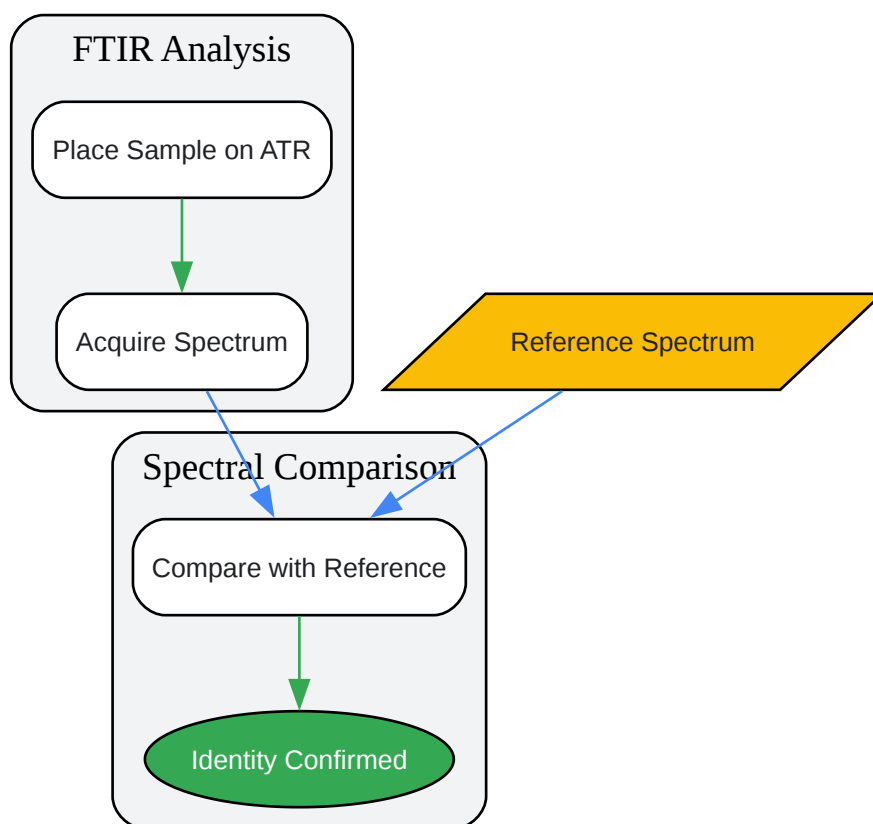 FTIR Analysis
Place Sample on ATR
Acquire Spectrum
Reference Spectrum
Spectral Comparison
Compare with Reference
Identity Confirmed